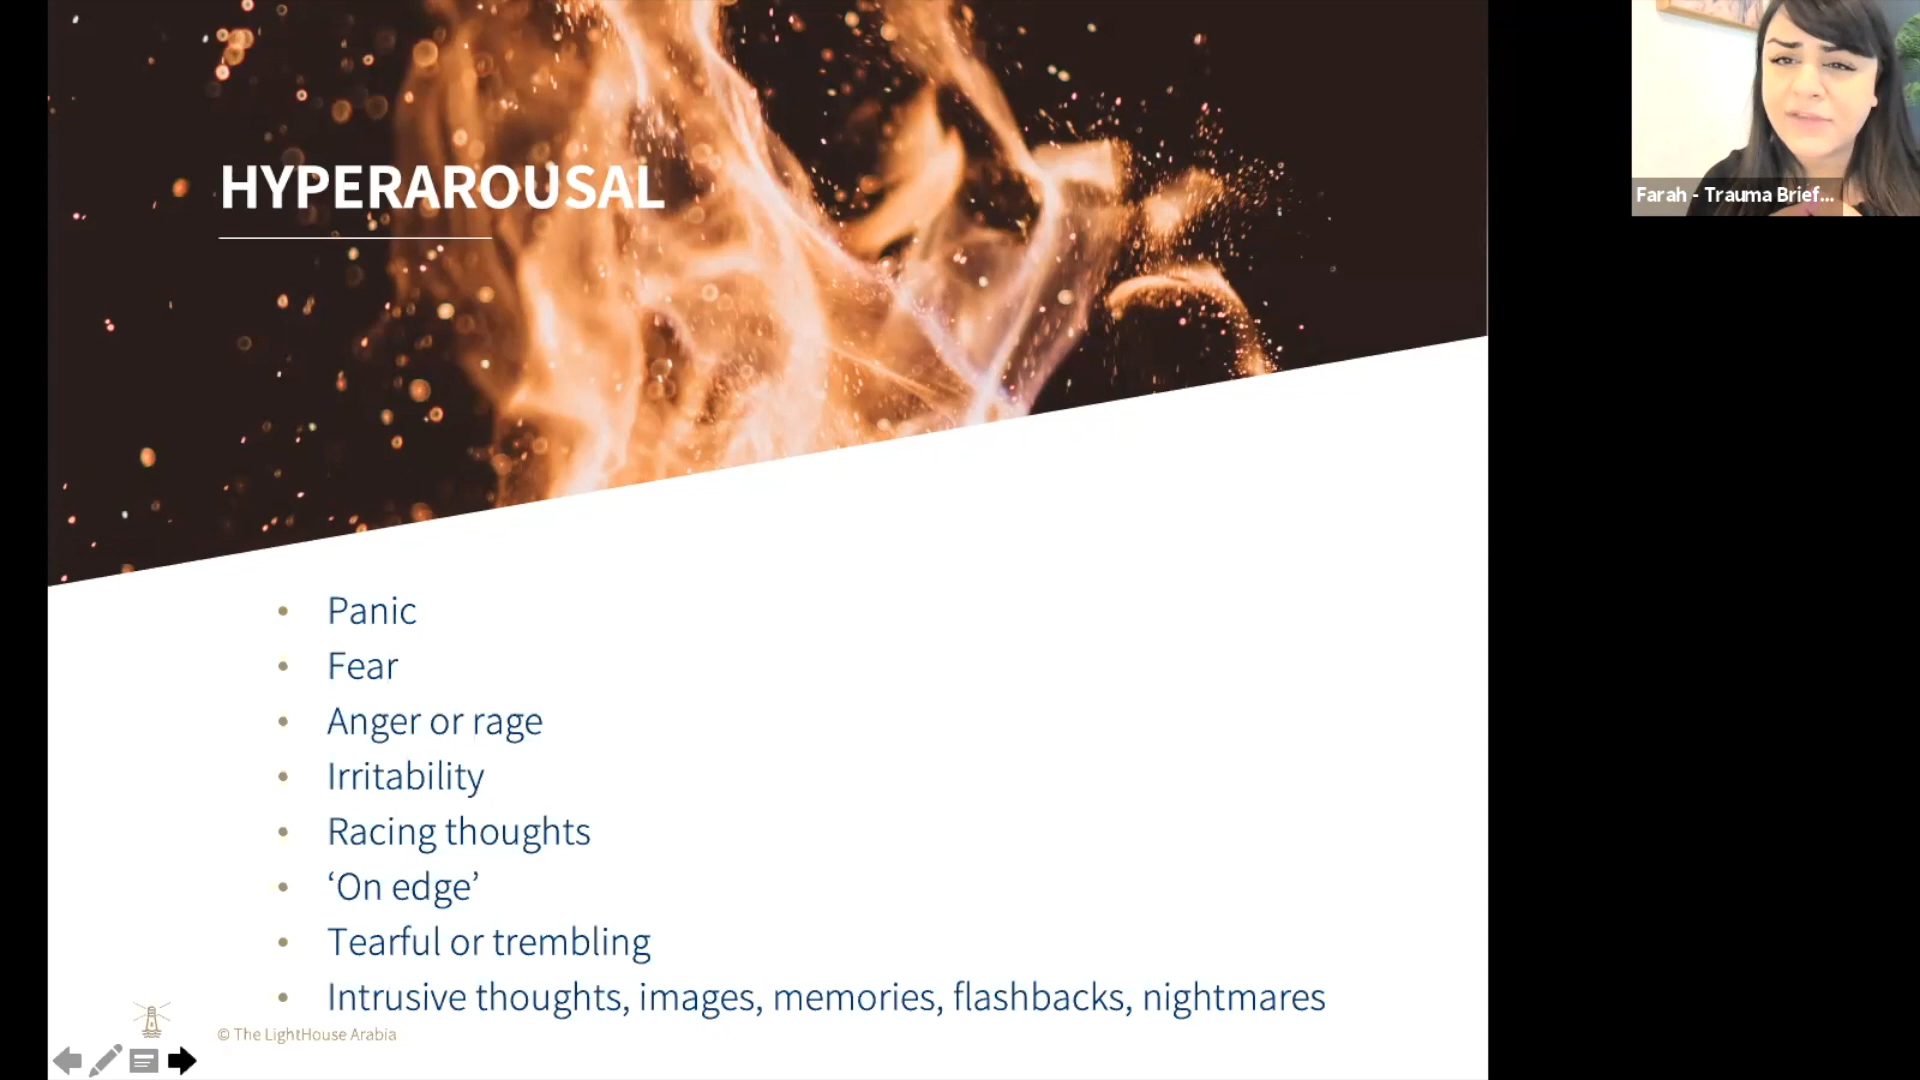 HYPERAROUSAL
Farah - Trauma Brief...
• Panic
• Fear
• Anger or rage
• Irritability
• Racing thoughts
• ‘On edge’
• Tearful or trembling
• Intrusive thoughts, images, memories, flashbacks, nightmares
© The LightHouse Arabia